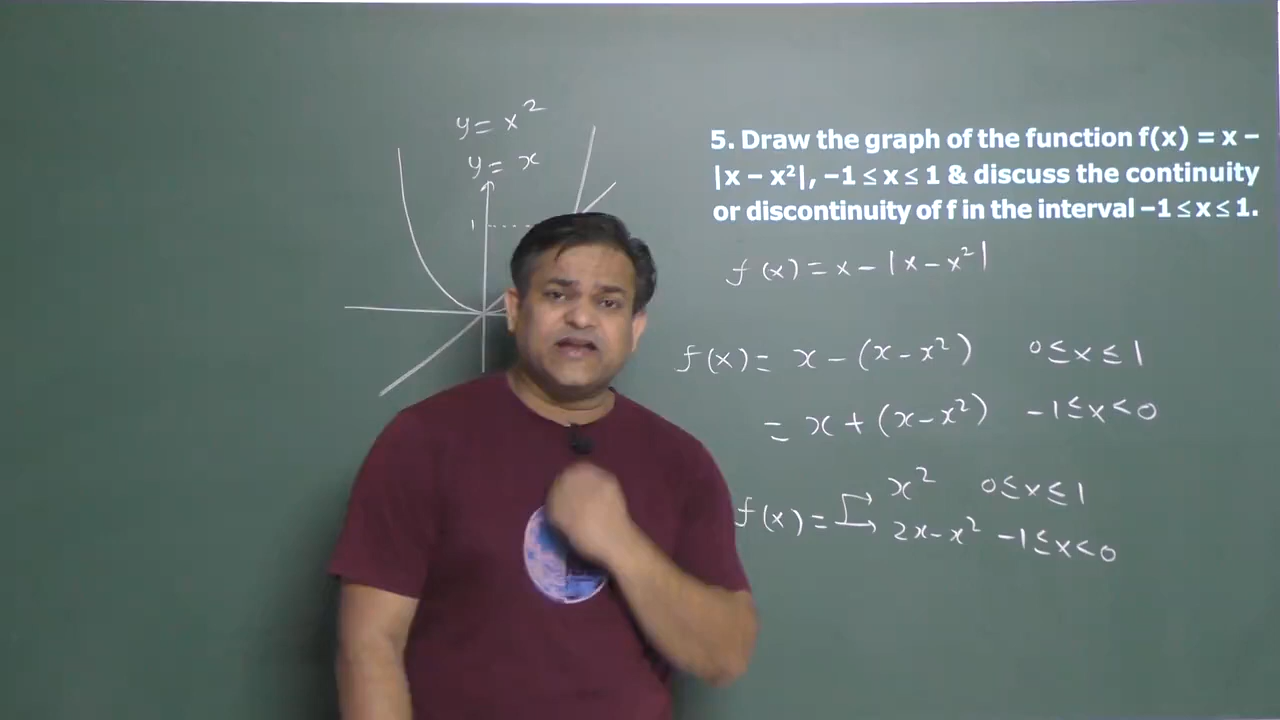 y = x²
y = x
1
5. Draw the graph of the function f(x) = x –
|x – x²|, –1 ≤ x ≤ 1 & discuss the continuity
or discontinuity of f in the interval –1 ≤ x ≤ 1.
f(x) = x – |x – x²|
f(x) = x – (x – x²) 0 ≤ x ≤ 1
= x + (x – x²) -1 ≤ x < 0
f(x) = x² 0 ≤ x ≤ 1
2x – x² -1 ≤ x < 0